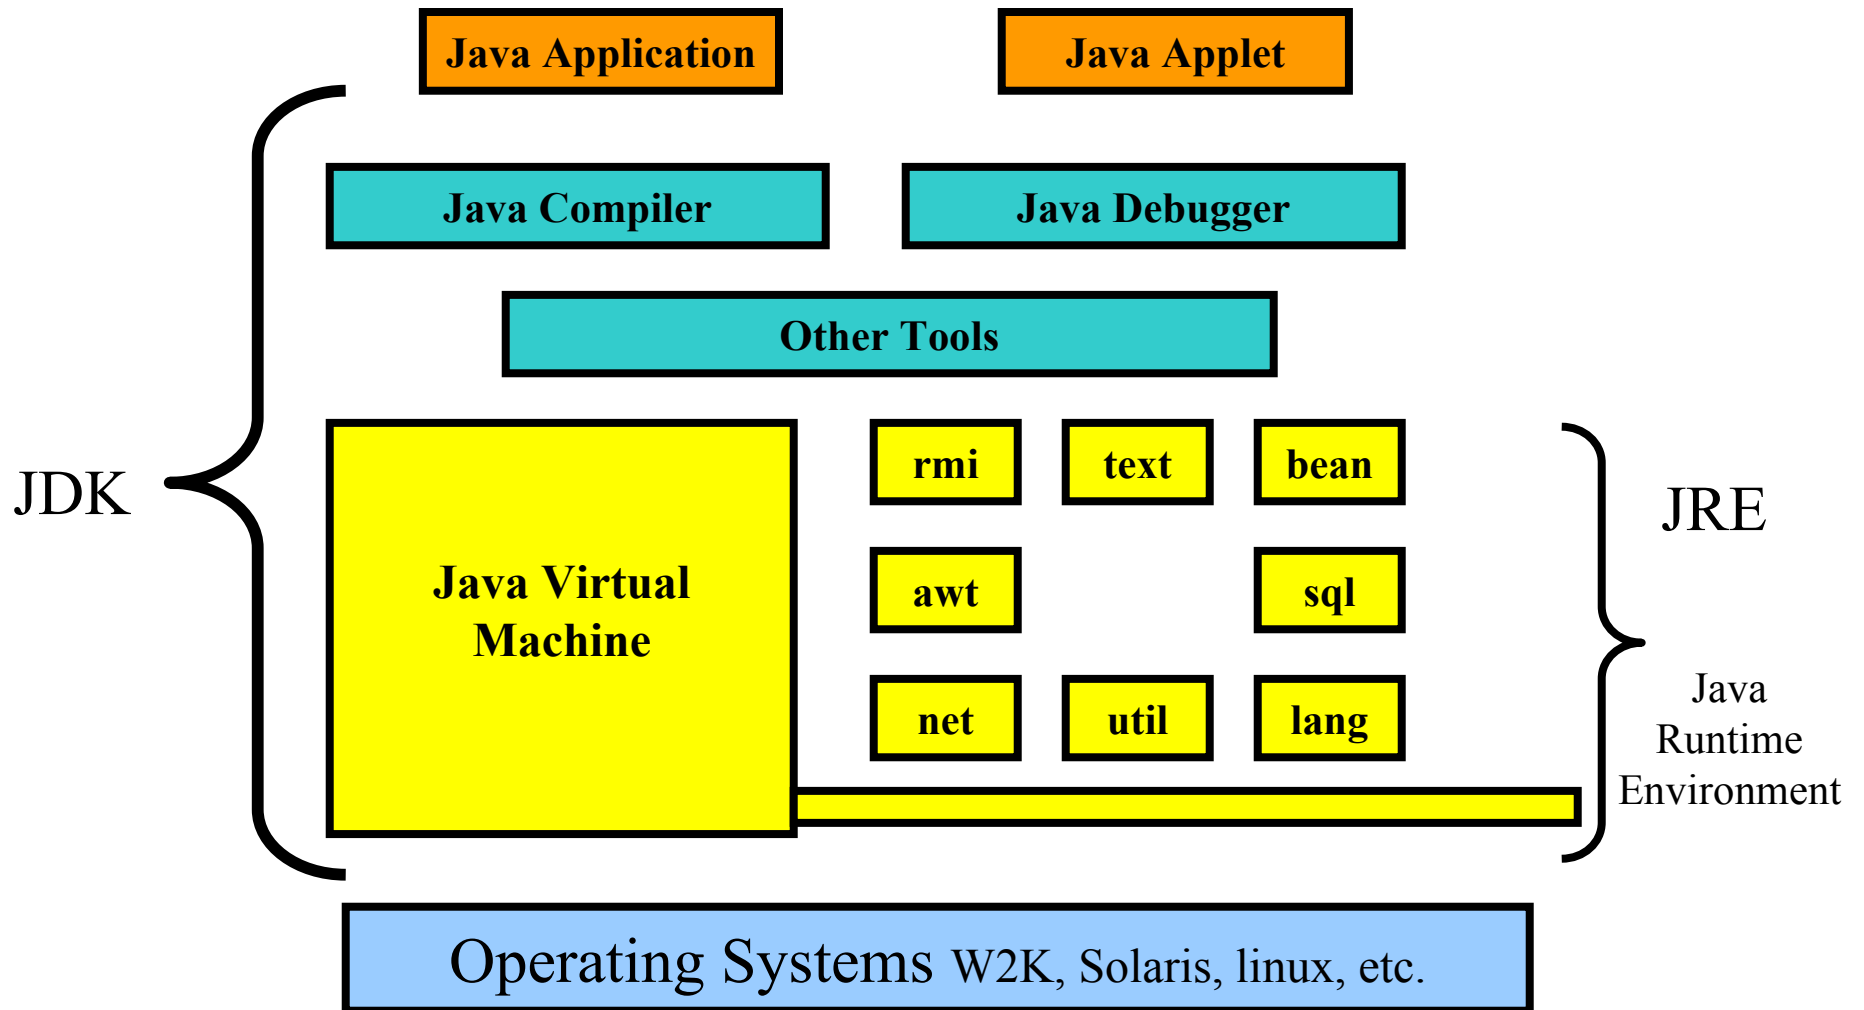 Java Application
Java Applet
Java Compiler
Java Debugger
Other Tools
JDK
Java Virtual
Machine
rmi
text
bean
awt
sql
net
util
lang
JRE
Java
Runtime
Environment
Operating Systems W2K, Solaris, linux, etc.